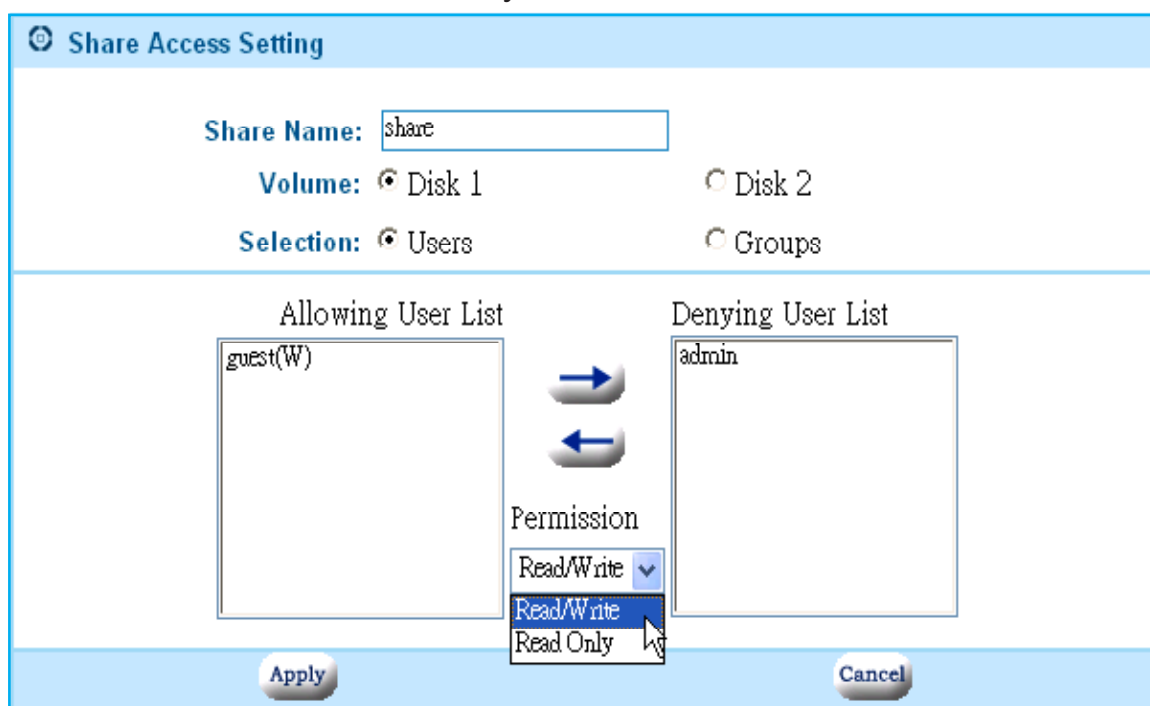 Share Access Setting
Share Name: share
Volume: Disk 1 Disk 2
Selection: Users Groups
Allowing User List Denying User List
guest(W) admin
Permission
Read/Write
Read/Write
Read Only
Apply Cancel